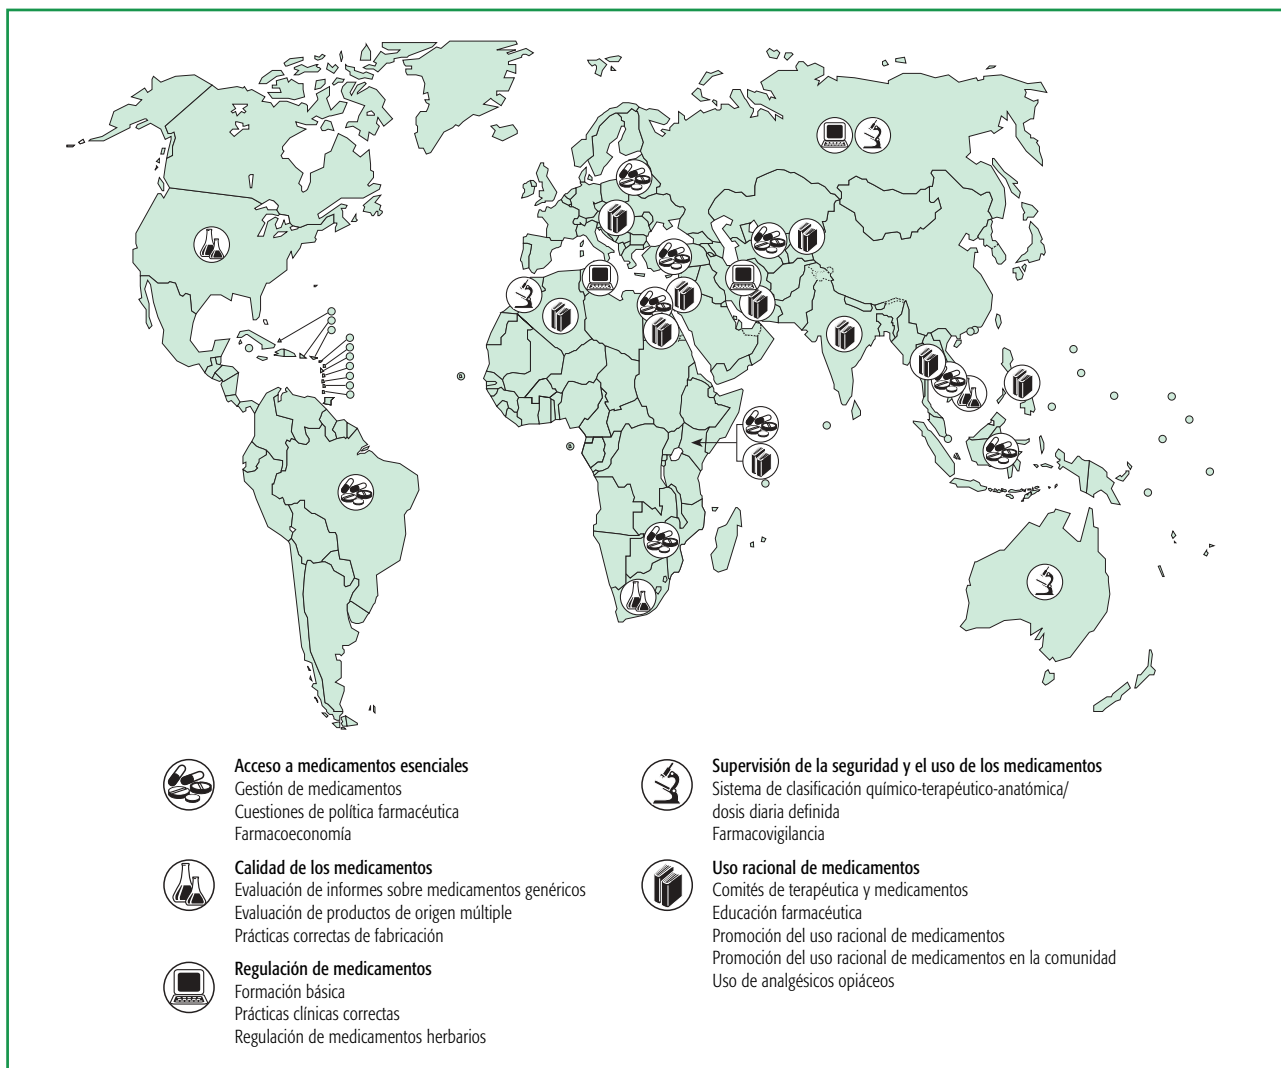 Acceso a medicamentos esenciales
Gestión de medicamentos
Cuestiones de política farmacéutica
Farmacoeconomía
Calidad de los medicamentos
Evaluación de informes sobre medicamentos genéricos
Evaluación de productos de origen múltiple
Prácticas correctas de fabricación
Regulación de medicamentos
Formación básica
Prácticas clínicas correctas
Regulación de medicamentos herbarios
Supervisión de la seguridad y el uso de los medicamentos
Sistema de clasificación químico-terapéutico-anatómica/
dosis diaria definida
Farmacovigilancia
Uso racional de medicamentos
Comités de terapéutica y medicamentos
Educación farmacéutica
Promoción del uso racional de medicamentos
Promoción del uso racional de medicamentos en la comunidad
Uso de analgésicos opiáceos